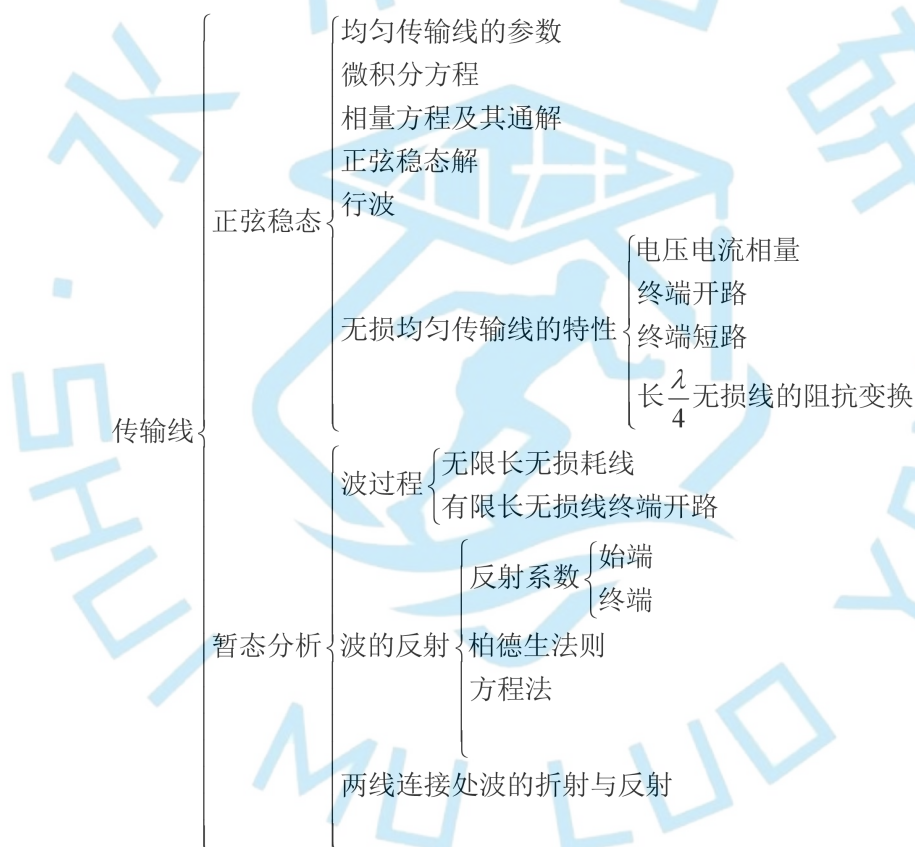 均匀传输线的参数
微积分方程
相量方程及其通解
正弦稳态解
行波
正弦稳态
电压电流相量
终端开路
无损均匀传输线的特性
终端短路
长λ/4无损线的阻抗变换
传输线
波过程
无限长无损耗线
有限长无损线终端开路
反射系数
始端
终端
暂态分析
波的反射
柏德生法则
方程法
两线连接处波的折射与反射
MU LUO